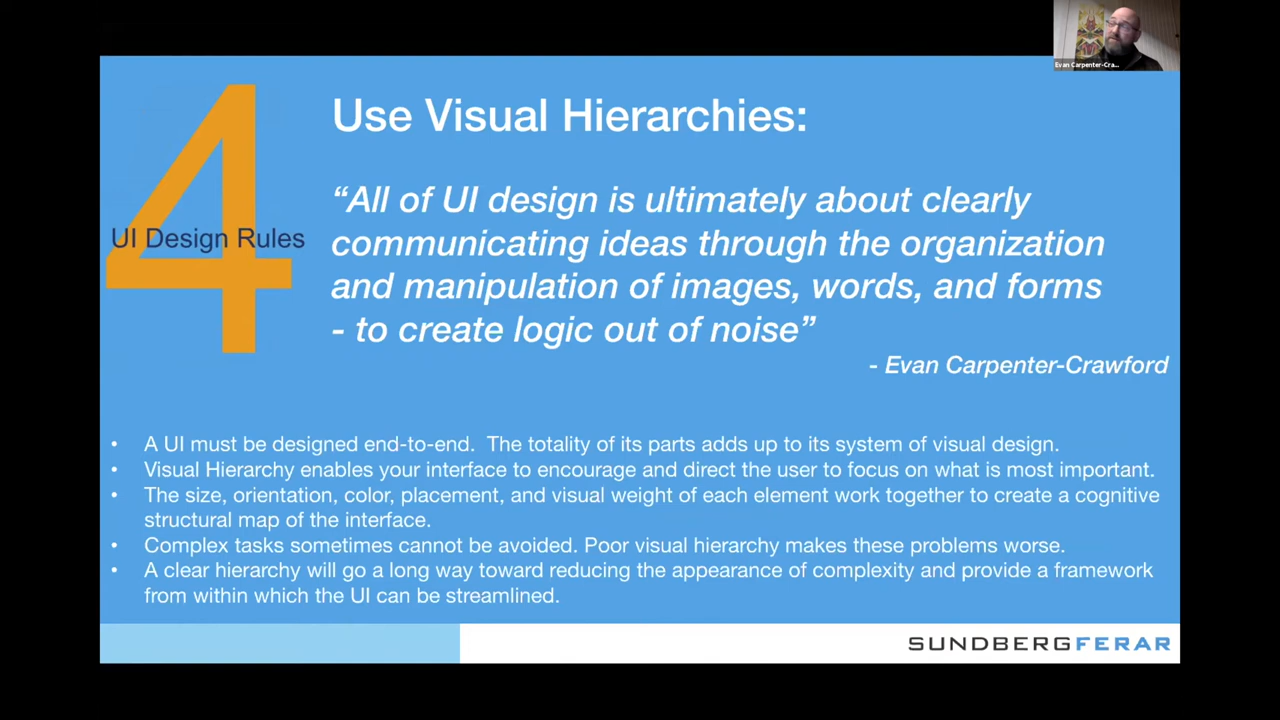 Evan Carpenter-Cra...
4
UI Design Rules
Use Visual Hierarchies:
“All of UI design is ultimately about clearly
communicating ideas through the organization
and manipulation of images, words, and forms
- to create logic out of noise”
- Evan Carpenter-Crawford
• A UI must be designed end-to-end.  The totality of its parts adds up to its system of visual design.
• Visual Hierarchy enables your interface to encourage and direct the user to focus on what is most important.
• The size, orientation, color, placement, and visual weight of each element work together to create a cognitive
structural map of the interface.
• Complex tasks sometimes cannot be avoided. Poor visual hierarchy makes these problems worse.
• A clear hierarchy will go a long way toward reducing the appearance of complexity and provide a framework
from within which the UI can be streamlined.
SUNDBERGFERAR